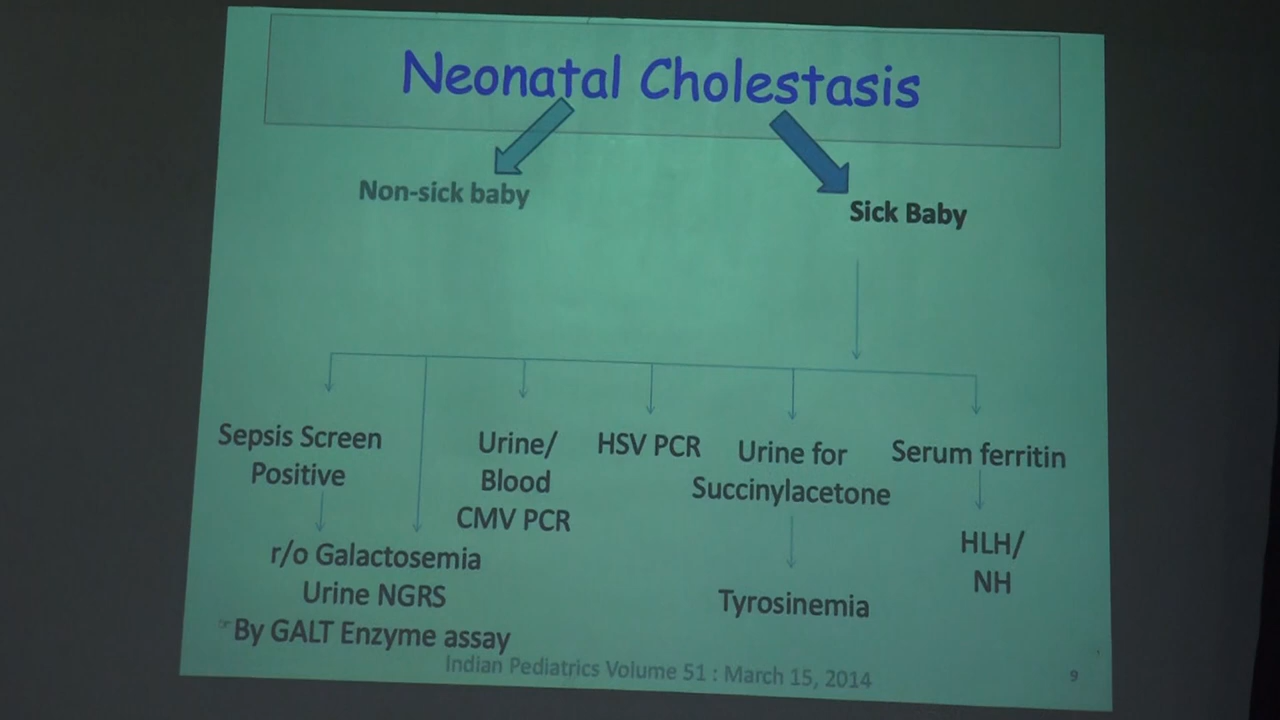 Neonatal Cholestasis
Non-sick baby
Sick Baby
Sepsis Screen
Positive
Urine/
Blood
CMV PCR
HSV PCR
Urine for
Succinylacetone
Serum ferritin
r/o Galactosemia
Urine NGRS
By GALT Enzyme assay
Tyrosinemia
HLH/
NH
Indian Pediatrics Volume 51 : March 15, 2014
9